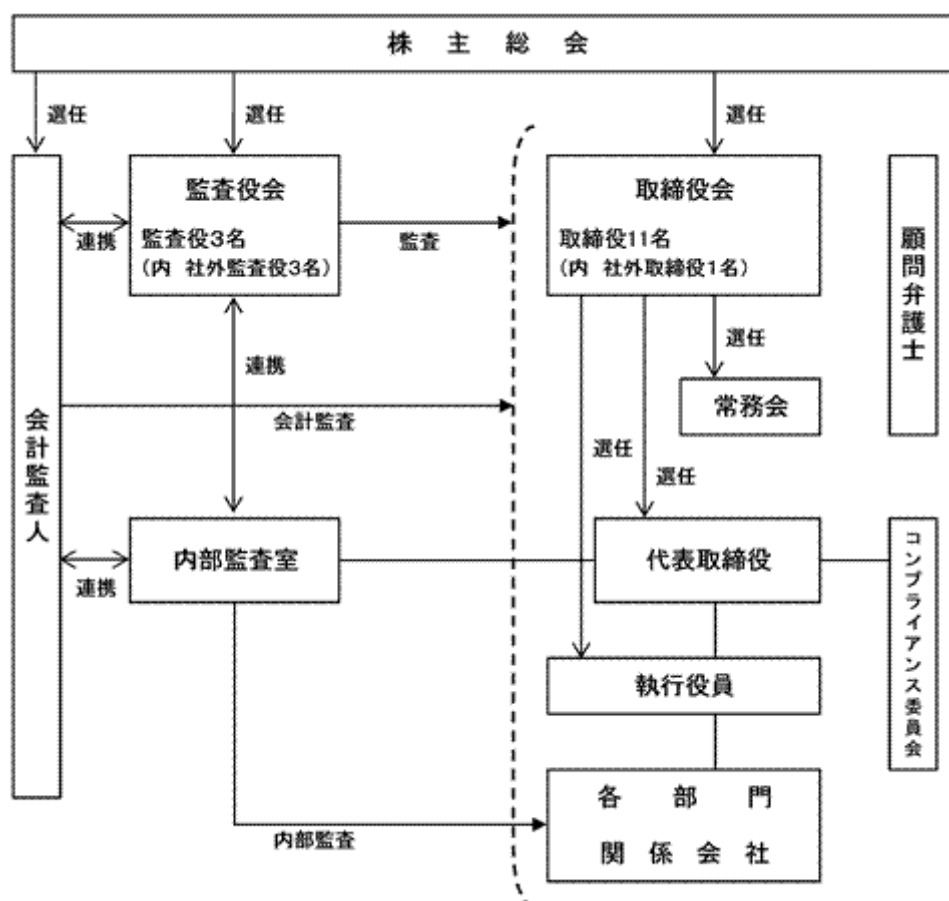 株主総会
選任
選任
選任
監査役会
監査役3名
(内 社外監査役3名)
取締役会
取締役11名
(内 社外取締役1名)
顧問弁護士
連携
監査
連携
選任
常務会
会計監査人
会計監査
選任
選任
内部監査室
代表取締役
コンプライアンス委員会
連携
執行役員
各部門
関係会社
内部監査